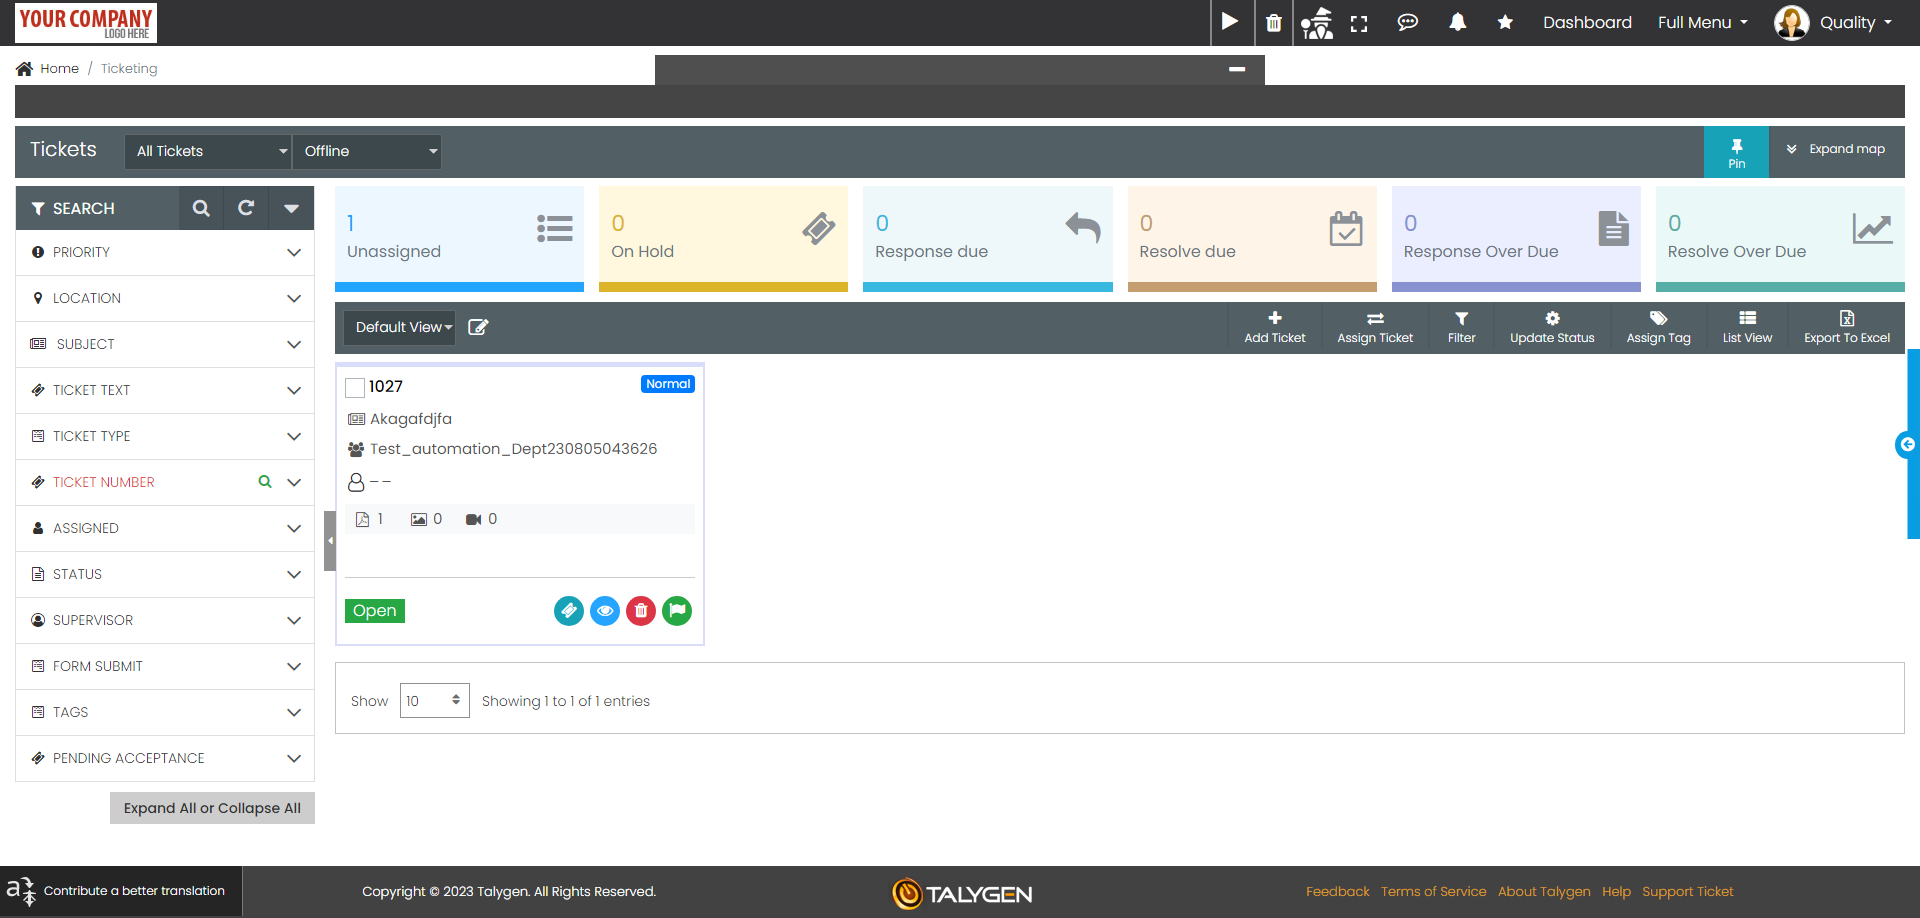 YOUR COMPANY
LOGO HERE
Dashboard
Full Menu
Quality
Home / Ticketing
Tickets
All Tickets
Offline
Pin
Expand map
SEARCH
PRIORITY
LOCATION
SUBJECT
TICKET TEXT
TICKET TYPE
TICKET NUMBER
ASSIGNED
STATUS
SUPERVISOR
FORM SUBMIT
TAGS
PENDING ACCEPTANCE
Expand All or Collapse All
1
Unassigned
0
On Hold
0
Response due
0
Resolve due
0
Response Over Due
0
Resolve Over Due
Default View
Add Ticket
Assign Ticket
Filter
Update Status
Assign Tag
List View
Export To Excel
1027
Normal
Akagafdjfa
Test_automation_Dept230805043626
– –
1 0 0
Open
Show 10 Showing 1 to 1 of 1 entries
Contribute a better translation
Copyright © 2023 Talygen. All Rights Reserved.
TALYGEN
Feedback Terms of Service About Talygen Help Support Ticket